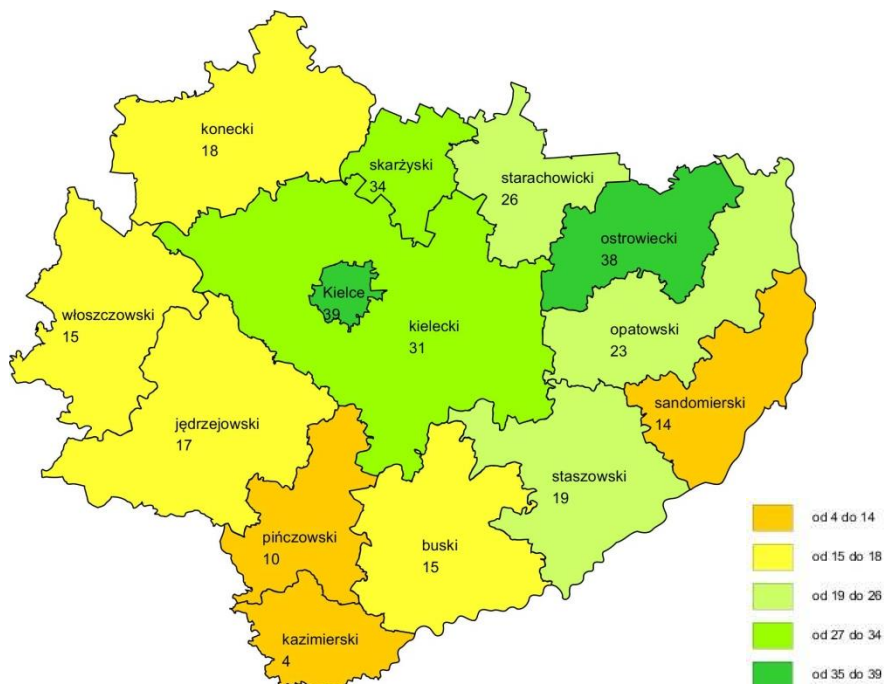 konecki
18
skarżyski
34
starachowicki
26
ostrowiecki
38
Kielce
39
włoszczowski
15
kielecki
31
opatowski
23
sandomierski
14
jędrzejowski
17
staszowski
19
pińczowski
10
buski
15
kazimierski
4
od 4 do 14
od 15 do 18
od 19 do 26
od 27 do 34
od 35 do 39